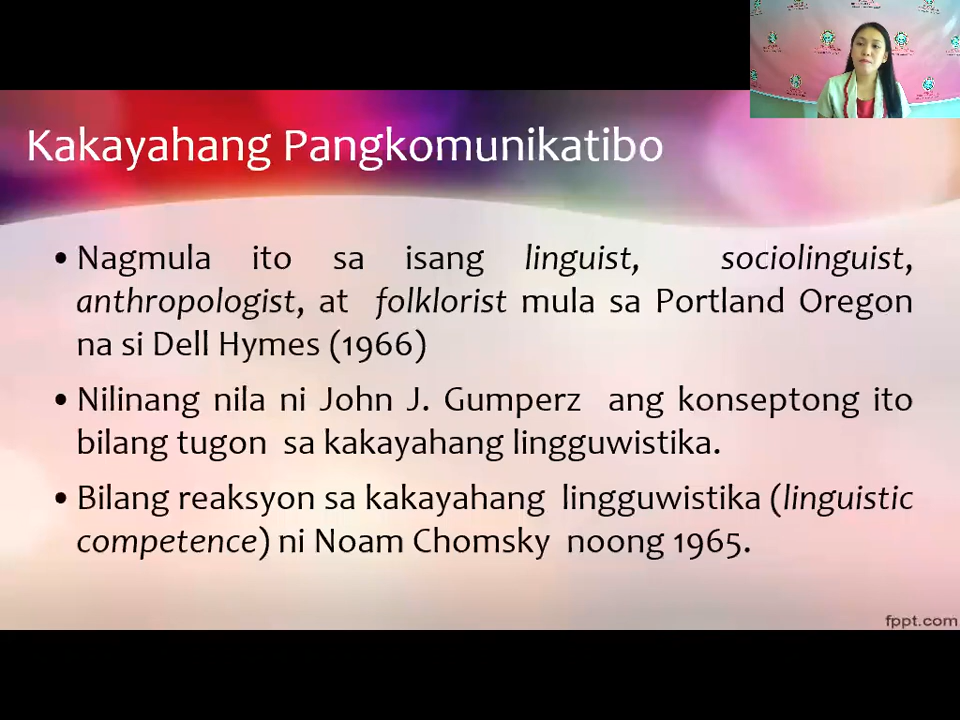 Kakayahang Pangkomunikatibo
• Nagmula ito sa isang linguist, sociolinguist,
anthropologist, at folklorist mula sa Portland Oregon
na si Dell Hymes (1966)
• Nilinang nila ni John J. Gumperz ang konseptong ito
bilang tugon sa kakayahang lingguwistika.
• Bilang reaksyon sa kakayahang lingguwistika (linguistic
competence) ni Noam Chomsky noong 1965.
fppt.com